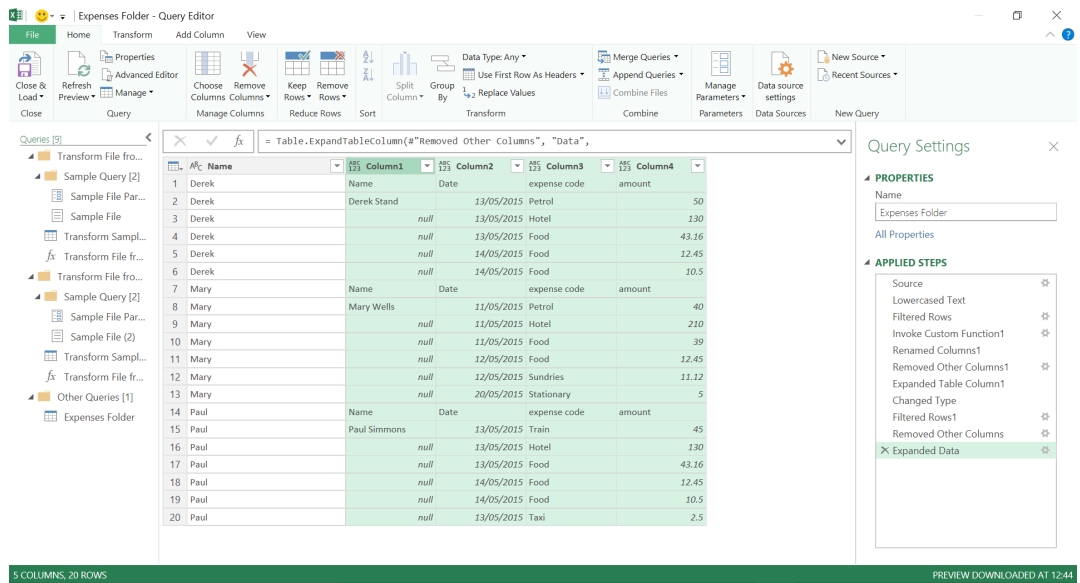 Expenses Folder - Query Editor
File Home Transform Add Column View
Close & Load
Close
Refresh Preview
Properties
Advanced Editor
Manage
Query
Choose Columns
Remove Columns
Manage Columns
Keep Rows
Remove Rows
Reduce Rows
Sort
Split Column
Group By
Data Type: Any
Use First Row As Headers
Replace Values
Transform
Merge Queries
Append Queries
Combine Files
Combine
Manage Parameters
Parameters
Data source settings
Data Sources
New Source
Recent Sources
New Query
Queries [9]
Transform File fro...
Sample Query [2]
Sample File Par...
Sample File
Transform Sampl...
fx Transform File fr...
Transform File fro...
Sample Query [2]
Sample File Par...
Sample File (2)
Transform Sampl...
fx Transform File fr...
Other Queries [1]
Expenses Folder
fx = Table.ExpandTableColumn(#"Removed Other Columns", "Data",
ABC Name ABC 123 Column1 ABC 123 Column2 ABC 123 Column3 ABC 123 Column4
1 Derek Name Date expense code amount
2 Derek Derek Stand 13/05/2015 Petrol 50
3 Derek null 13/05/2015 Hotel 130
4 Derek null 13/05/2015 Food 43.16
5 Derek null 14/05/2015 Food 12.45
6 Derek null 14/05/2015 Food 10.5
7 Mary Name Date expense code amount
8 Mary Mary Wells 11/05/2015 Petrol 40
9 Mary null 11/05/2015 Hotel 210
10 Mary null 11/05/2015 Food 39
11 Mary null 12/05/2015 Food 12.45
12 Mary null 12/05/2015 Sundries 11.12
13 Mary null 20/05/2015 Stationary 5
14 Paul Name Date expense code amount
15 Paul Paul Simmons 13/05/2015 Train 45
16 Paul null 13/05/2015 Hotel 130
17 Paul null 13/05/2015 Food 43.16
18 Paul null 14/05/2015 Food 12.45
19 Paul null 14/05/2015 Food 10.5
20 Paul null 13/05/2015 Taxi 2.5
Query Settings
PROPERTIES
Name
Expenses Folder
All Properties
APPLIED STEPS
Source
Lowercased Text
Filtered Rows
Invoke Custom Function1
Renamed Columns1
Removed Other Columns1
Expanded Table Column1
Changed Type
Filtered Rows1
Removed Other Columns
Expanded Data
5 COLUMNS, 20 ROWS
PREVIEW DOWNLOADED AT 12:44